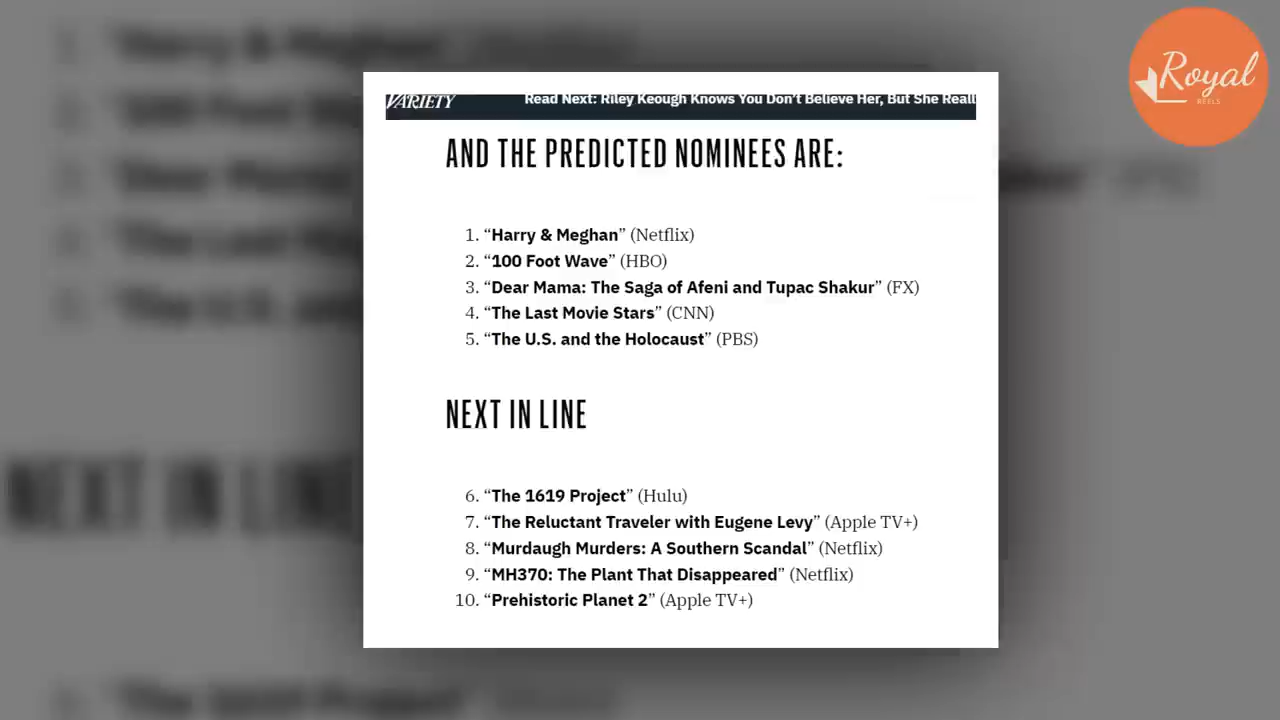 Royal
REELS
VARIETY Read Next: Riley Keough Knows You Don't Believe Her, But She Reall
AND THE PREDICTED NOMINEES ARE:
1. “Harry & Meghan” (Netflix)
2. “100 Foot Wave” (HBO)
3. “Dear Mama: The Saga of Afeni and Tupac Shakur” (FX)
4. “The Last Movie Stars” (CNN)
5. “The U.S. and the Holocaust” (PBS)
NEXT IN LINE
6. “The 1619 Project” (Hulu)
7. “The Reluctant Traveler with Eugene Levy” (Apple TV+)
8. “Murdaugh Murders: A Southern Scandal” (Netflix)
9. “MH370: The Plant That Disappeared” (Netflix)
10. “Prehistoric Planet 2” (Apple TV+)
NEXT IN LINE